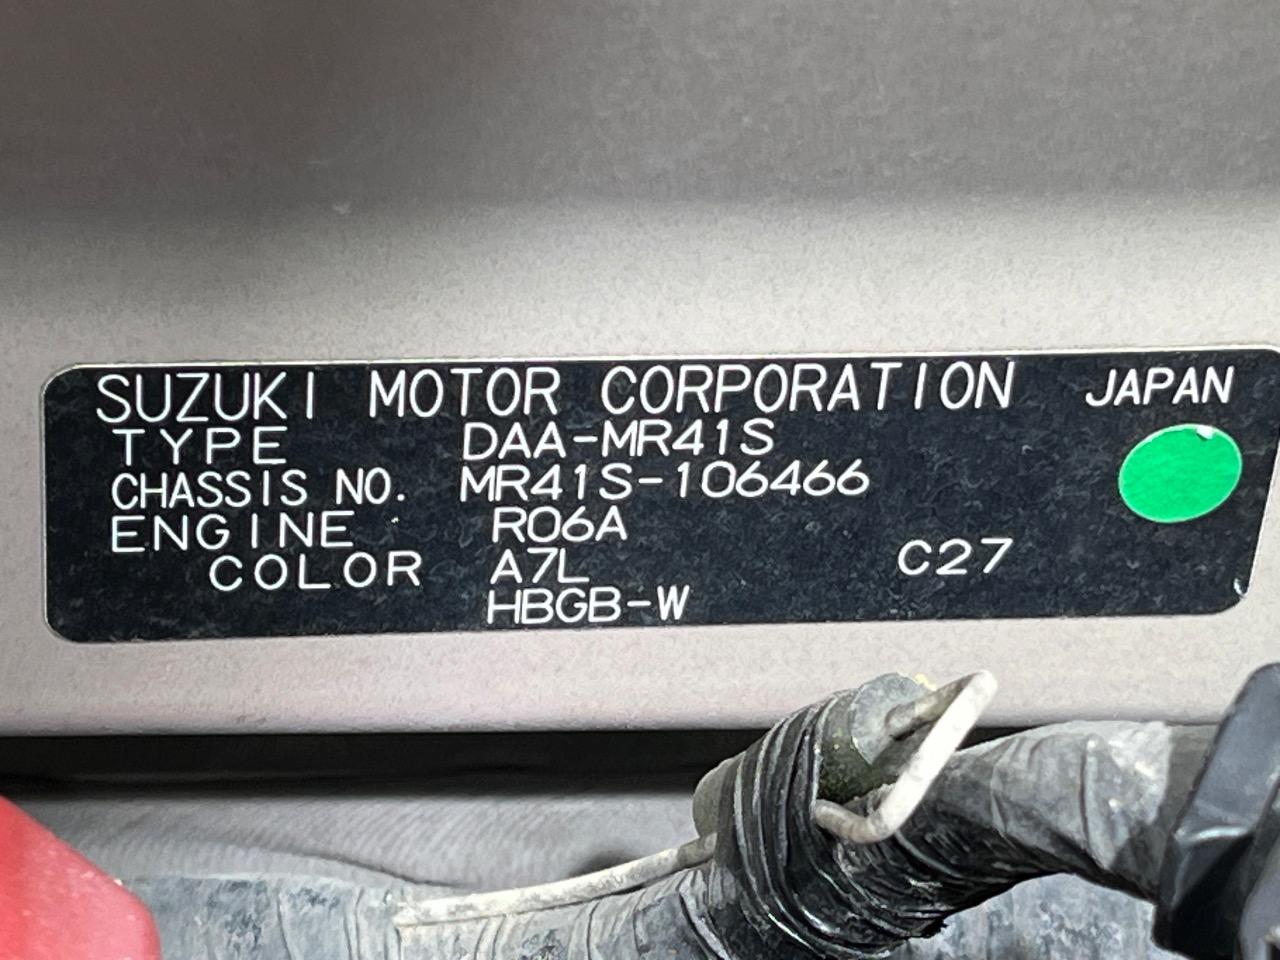 SUZUKI MOTOR CORPORATION JAPAN
TYPE DAA-MR41S
CHASSIS NO. MR41S-106466
ENGINE R06A
COLOR A7L C27
HBGB-W